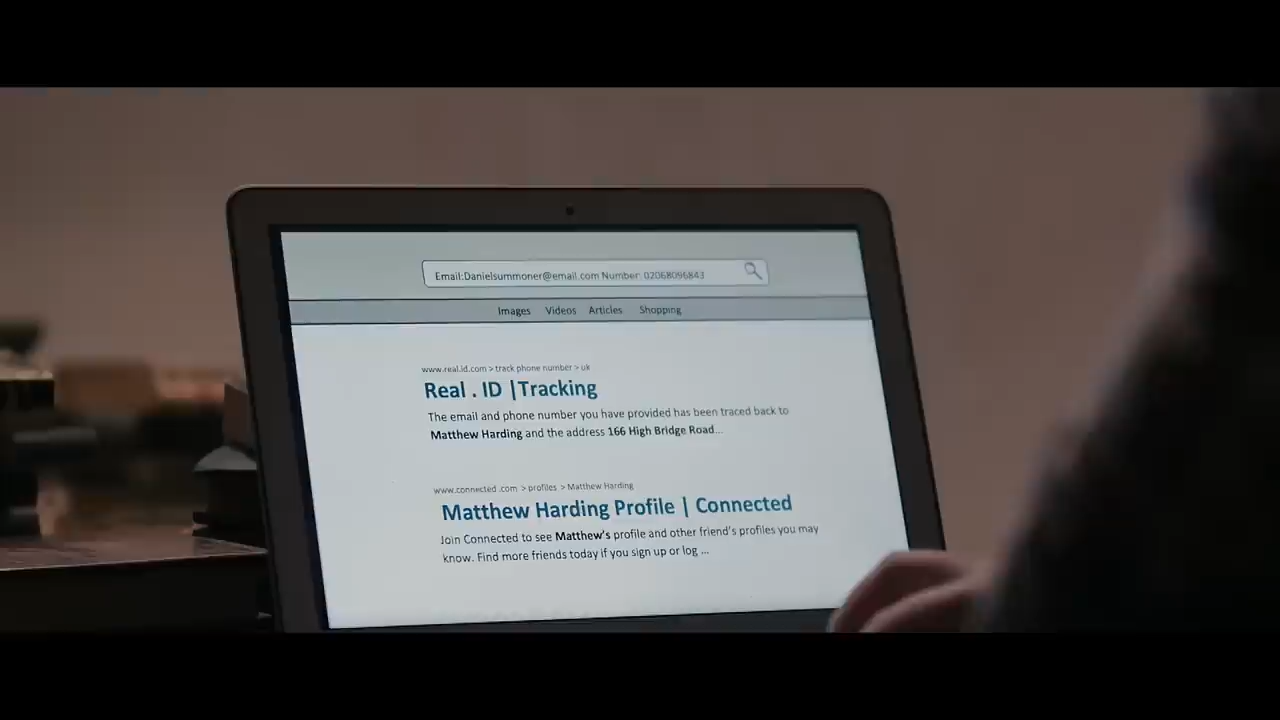 Email:Danielsummoner@email.com Number: 02068096843
Images Videos Articles Shopping
www.real.id.com > track phone number > uk
Real . ID |Tracking
The email and phone number you have provided has been traced back to
Matthew Harding and the address 166 High Bridge Road...
www.connected .com > profiles > Matthew Harding
Matthew Harding Profile | Connected
Join Connected to see Matthew's profile and other friend's profiles you may
know. Find more friends today if you sign up or log ...